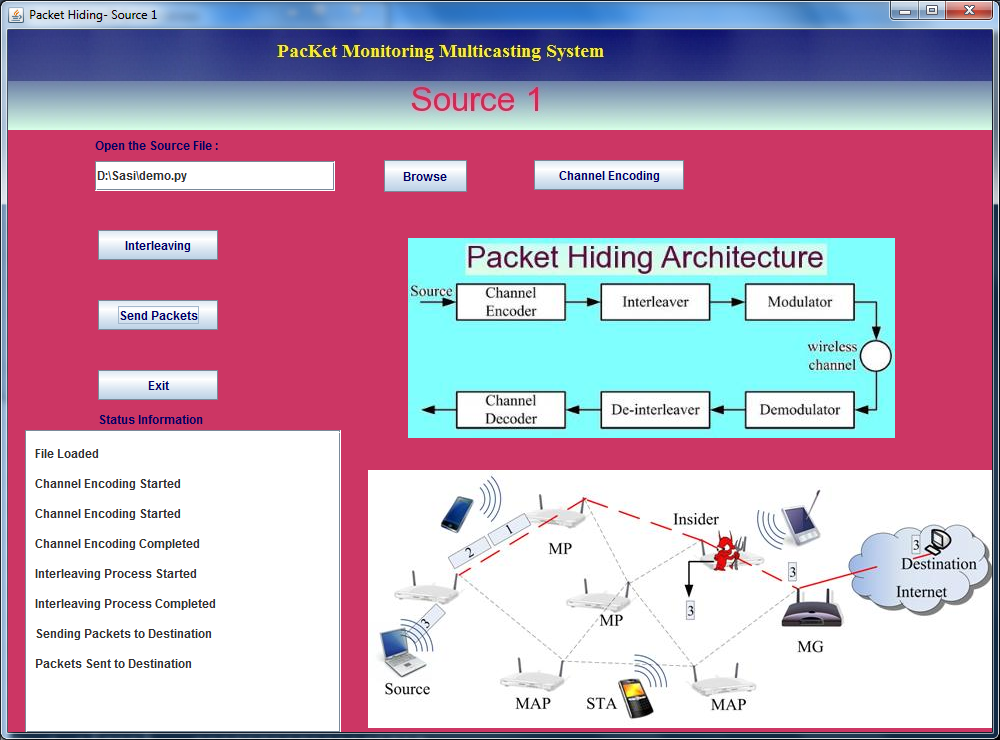 Packet Hiding- Source 1
PacKet Monitoring Multicasting System
Source 1
Open the Source File :
D:\Sasi\demo.py
Browse
Channel Encoding
Interleaving
Send Packets
Exit
Status Information
File Loaded
Channel Encoding Started
Channel Encoding Started
Channel Encoding Completed
Interleaving Process Started
Interleaving Process Completed
Sending Packets to Destination
Packets Sent to Destination
Packet Hiding Architecture
Source
Channel
Encoder
Interleaver
Modulator
wireless
channel
Channel
Decoder
De-interleaver
Demodulator
Insider
1
2
MP
3
3
Destination
Internet
3
3
MP
MG
Source
MAP
STA
MAP